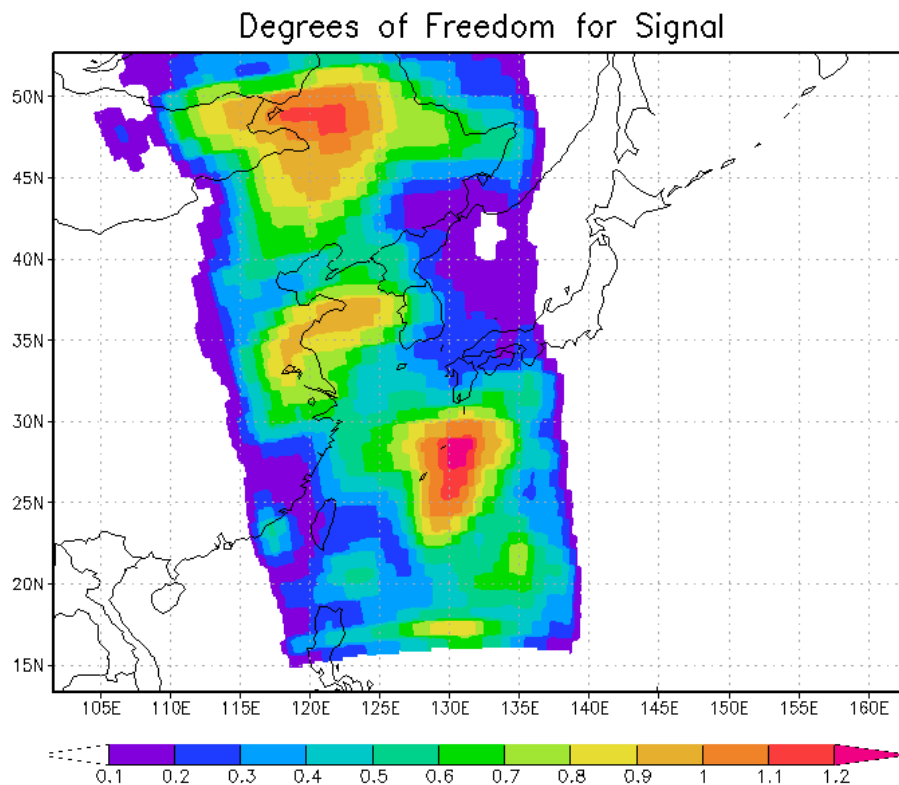 Degrees of Freedom for Signal
50N
45N
40N
35N
30N
25N
20N
15N
105E 110E 115E 120E 125E 130E 135E 140E 145E 150E 155E 160E
0.1 0.2 0.3 0.4 0.5 0.6 0.7 0.8 0.9 1 1.1 1.2